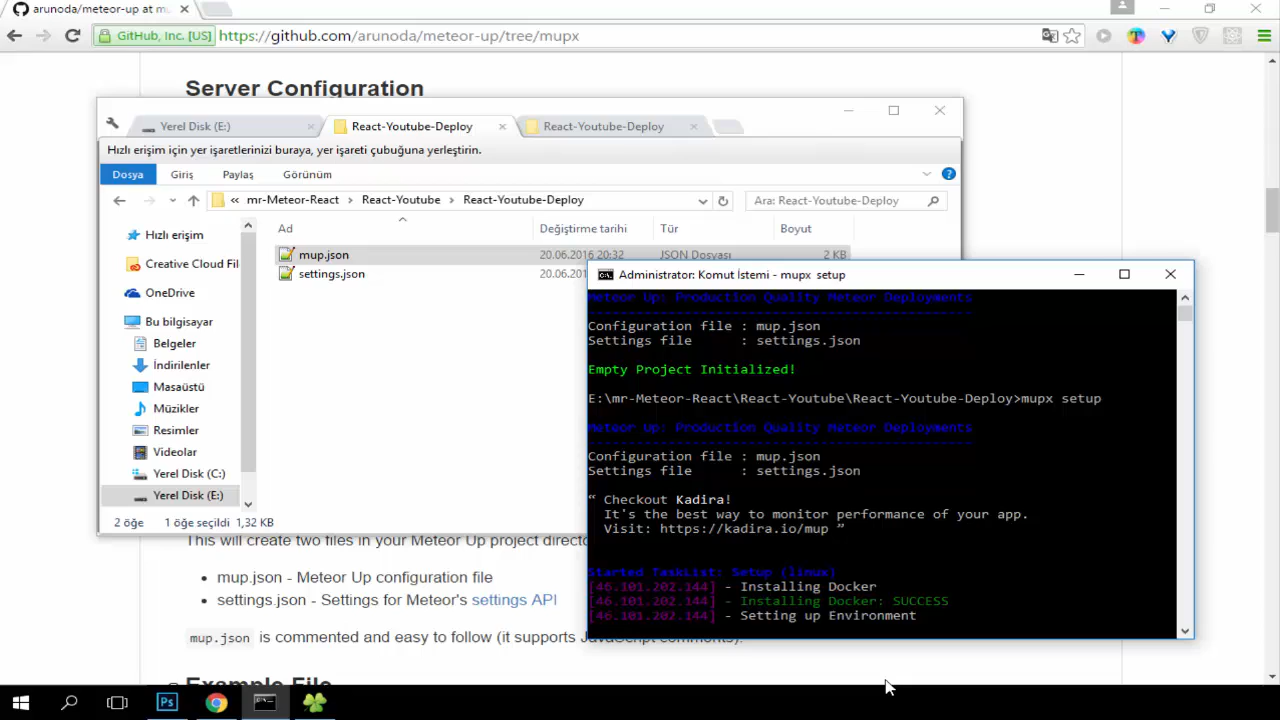 arunoda/meteor-up at mu
GitHub, Inc. [US]
https://github.com/arunoda/meteor-up/tree/mupx
Server Configuration
Yerel Disk (E:)
React-Youtube-Deploy
React-Youtube-Deploy
Hızlı erişim için yer işaretlerinizi buraya, yer işareti çubuğuna yerleştirin.
Dosya Giriş Paylaş Görünüm
« mr-Meteor-React > React-Youtube > React-Youtube-Deploy
Ara: React-Youtube-Deploy
Ad Değiştirme tarihi Tür Boyut
mup.json 20.06.2016 20:32 JSON Dosyası 2 KB
settings.json 20.06.201
Hızlı erişim
Creative Cloud Fil
OneDrive
Bu bilgisayar
Belgeler
İndirilenler
Masaüstü
Müzikler
Resimler
Videolar
Yerel Disk (C:)
Yerel Disk (E:)
2 öğe 1 öğe seçildi 1,32 KB
Administrator: Komut İstemi - mupx setup
Meteor Up: Production Quality Meteor Deployments
------------------------------------------------
Configuration file : mup.json
Settings file : settings.json
Empty Project Initialized!
E:\mr-Meteor-React\React-Youtube\React-Youtube-Deploy>mupx setup
Meteor Up: Production Quality Meteor Deployments
------------------------------------------------
Configuration file : mup.json
Settings file : settings.json
“ Checkout Kadira!
It's the best way to monitor performance of your app.
Visit: https://kadira.io/mup ”
Started TaskList: Setup (linux)
[46.101.202.144] - Installing Docker
[46.101.202.144] - Installing Docker: SUCCESS
[46.101.202.144] - Setting up Environment
This will create two files in your Meteor Up project direct
• mup.json - Meteor Up configuration file
• settings.json - Settings for Meteor's settings API
mup.json is commented and easy to follow (it supports JavaScript comments).
Example File
Ps